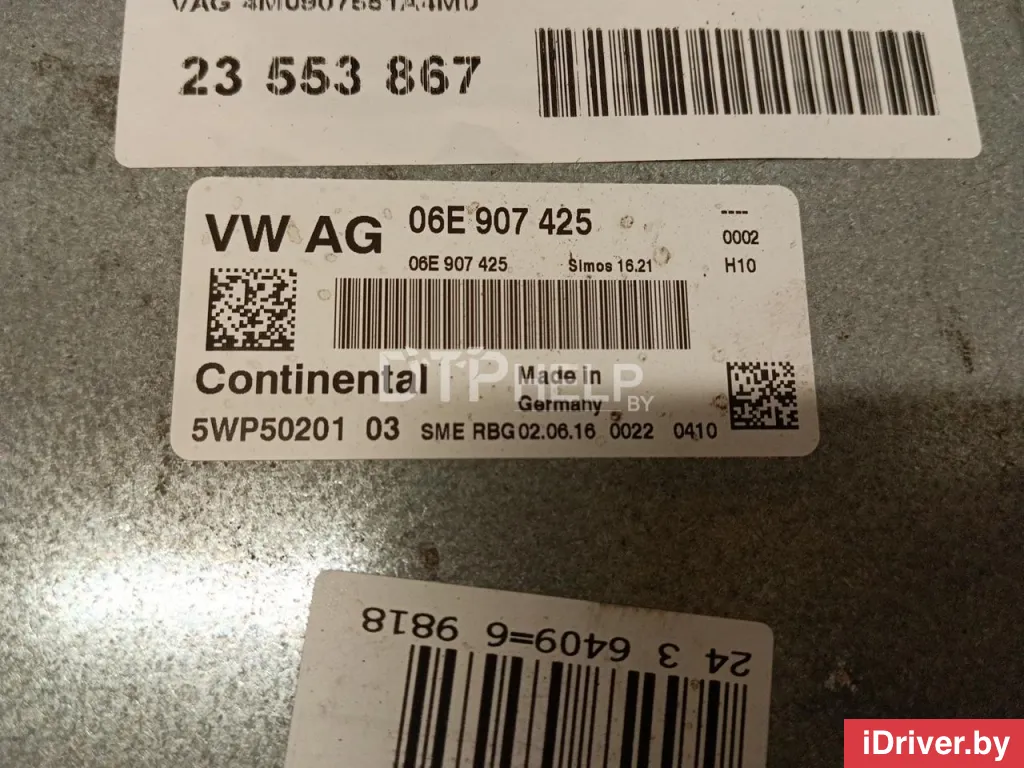 VAG 4M0907551A4M0
23 553 867
VW AG 06E 907 425 ----
0002
06E 907 425 Simos 16.21 H10
Continental Made in
Germany
5WP50201 03 SME RBG 02.06.16 0022 0410
DTPHELP.BY
24 3 6409=6 9818
iDriver.by